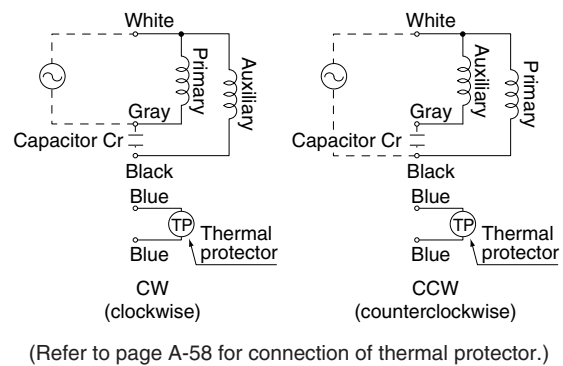 White
Primary
Auxiliary
Gray
Capacitor Cr
Black
Blue
TP
Thermal
protector
Blue
CW
(clockwise)
White
Auxiliary
Primary
Gray
Capacitor Cr
Black
Blue
TP
Thermal
protector
Blue
CCW
(counterclockwise)
(Refer to page A-58 for connection of thermal protector.)